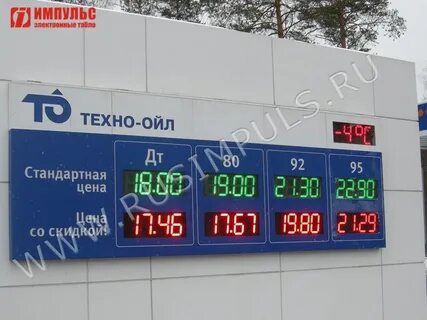 ИМПУЛЬС
электронные табло
ТЕХНО-ОЙЛ
-4°C
Дт 80 92 95
Стандартная цена 18.00 19.00 21.30 22.90
Цена со скидкой! 17.46 17.67 19.80 21.29
WWW.RUSIMPULS.RU